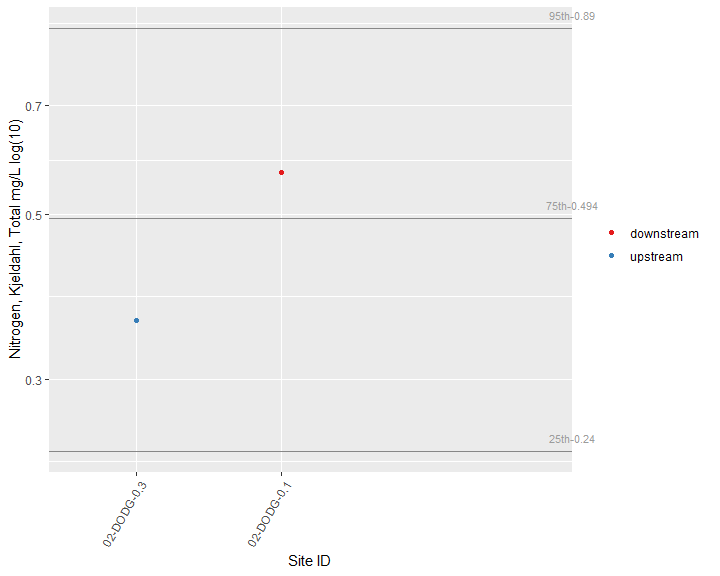 95th-0.89
0.7
75th-0.494
0.5
0.3
25th-0.24
Nitrogen, Kjeldahl, Total mg/L log(10)
02-DODG-0.3
02-DODG-0.1
Site ID
downstream
upstream